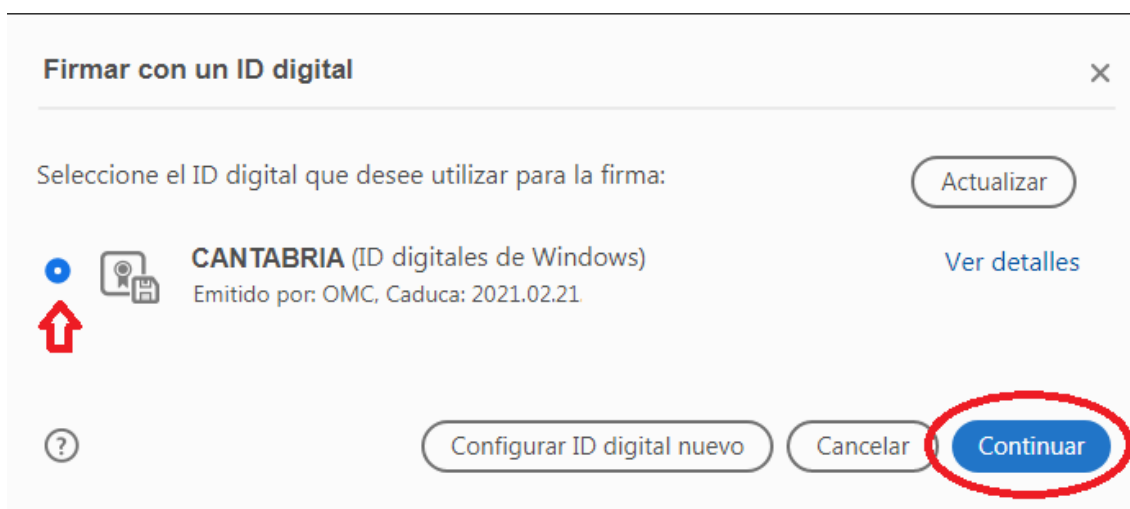 Firmar con un ID digital
Seleccione el ID digital que desee utilizar para la firma:
Actualizar
CANTABRIA (ID digitales de Windows)
Ver detalles
Emitido por: OMC, Caduca: 2021.02.21
?
Configurar ID digital nuevo
Cancelar
Continuar